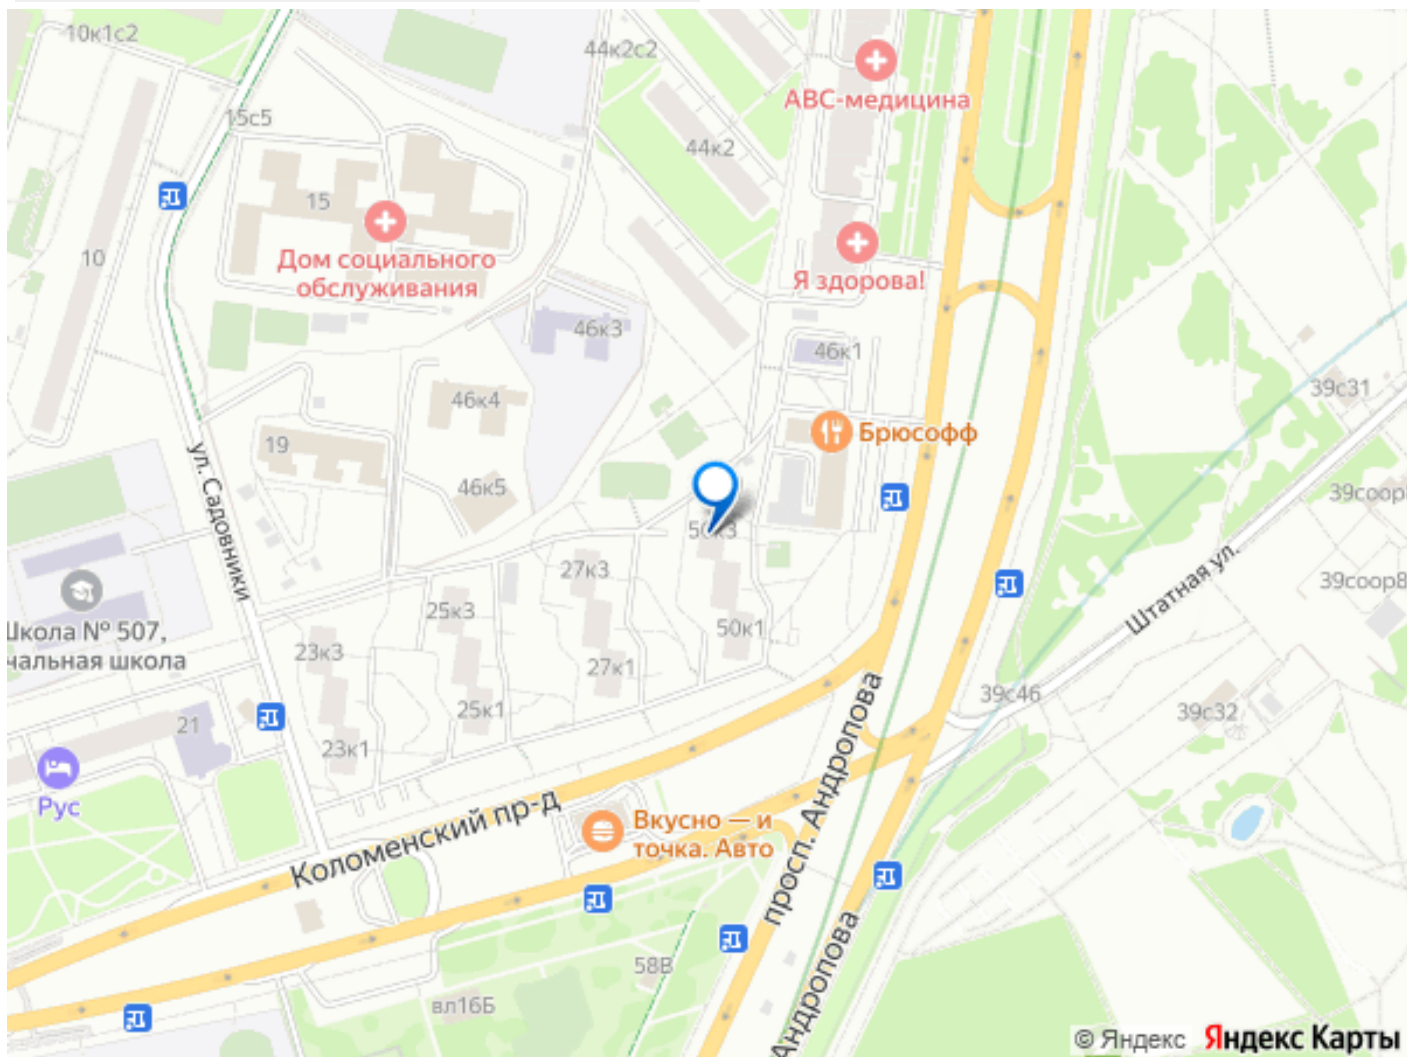 10к1с2
44к2с2
АВС-медицина
15с5
44к2
15
10
Дом социального
обслуживания
Я здорова!
46к3
46к1
39с31
46к4
Брюсофф
19
ул. Садовники
46к5
39соор
50к3
Штатная ул.
27к3
39соор8
25к3
Школа № 507,
чальная школа
50к1
23к3
27к1
39с46
25к1
39с32
21
23к1
просп. Андропова
Рус
Коломенский пр-д
Вкусно — и
точка. Авто
Андропова
58В
вл16Б
© Яндекс Яндекс Карты